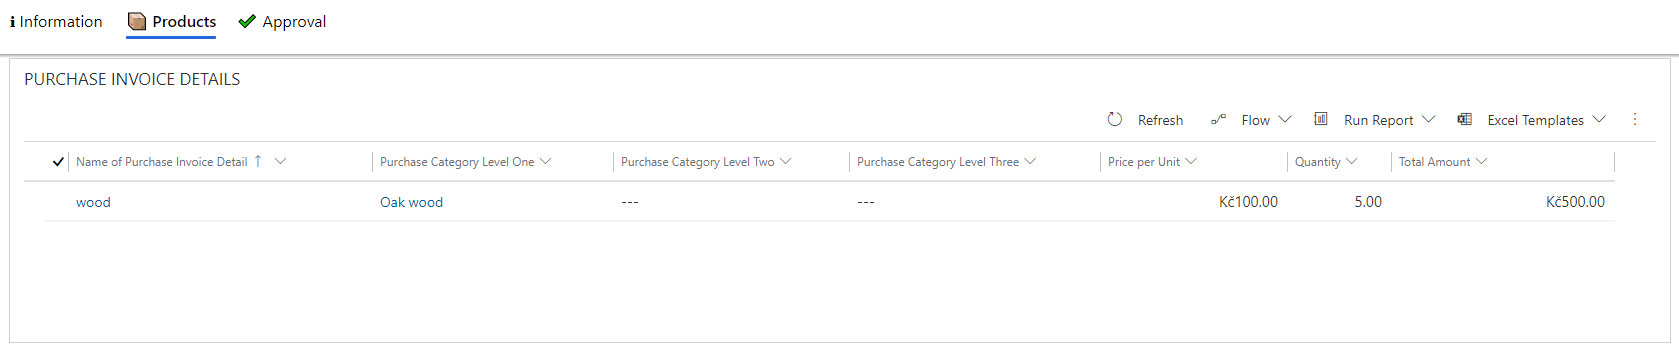 Information Products Approval
PURCHASE INVOICE DETAILS
Refresh Flow Run Report Excel Templates
Name of Purchase Invoice Detail Purchase Category Level One Purchase Category Level Two Purchase Category Level Three Price per Unit Quantity Total Amount
wood Oak wood --- --- Kč100.00 5.00 Kč500.00